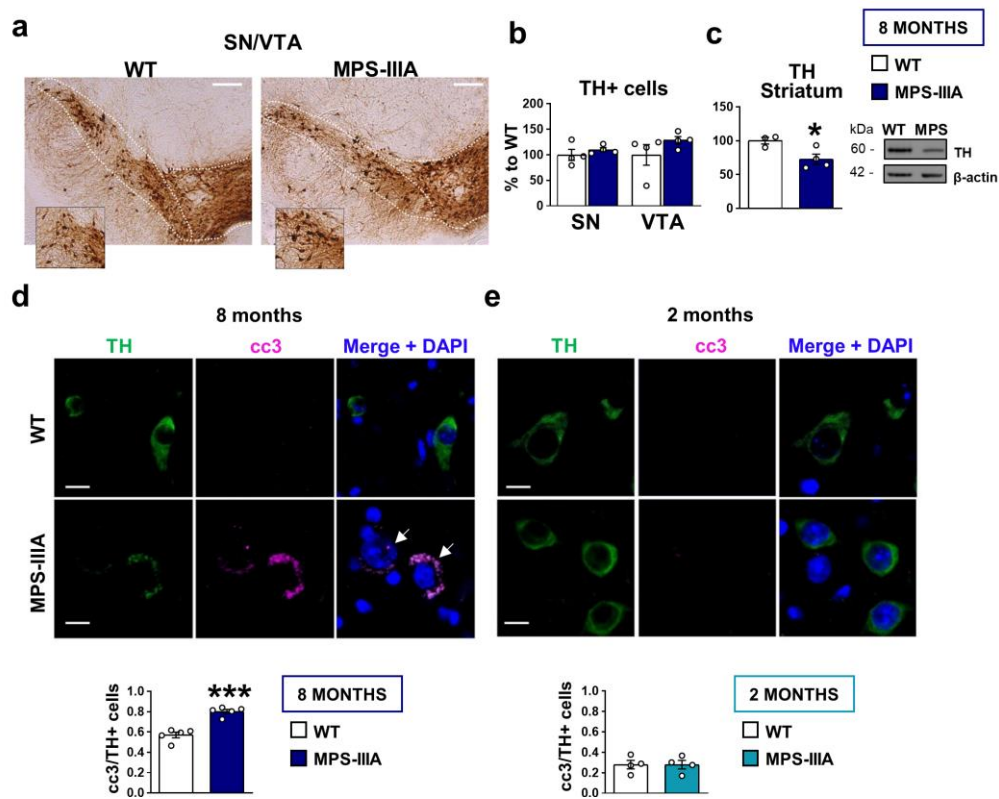 a
SN/VTA
WT
MPS-IIIA
b
TH+ cells
% to WT
150
125
100
75
50
25
0
SN
VTA
c
TH
Striatum
150
100
50
0
*
8 MONTHS
WT
MPS-IIIA
kDa
WT MPS
60 -
TH
42 -
β-actin
d
8 months
TH
cc3
Merge + DAPI
WT
MPS-IIIA
cc3/TH+ cells
1.0
0.8
0.6
0.4
0.2
0.0
***
8 MONTHS
WT
MPS-IIIA
e
2 months
TH
cc3
Merge + DAPI
cc3/TH+ cells
1.0
0.8
0.6
0.4
0.2
0.0
2 MONTHS
WT
MPS-IIIA